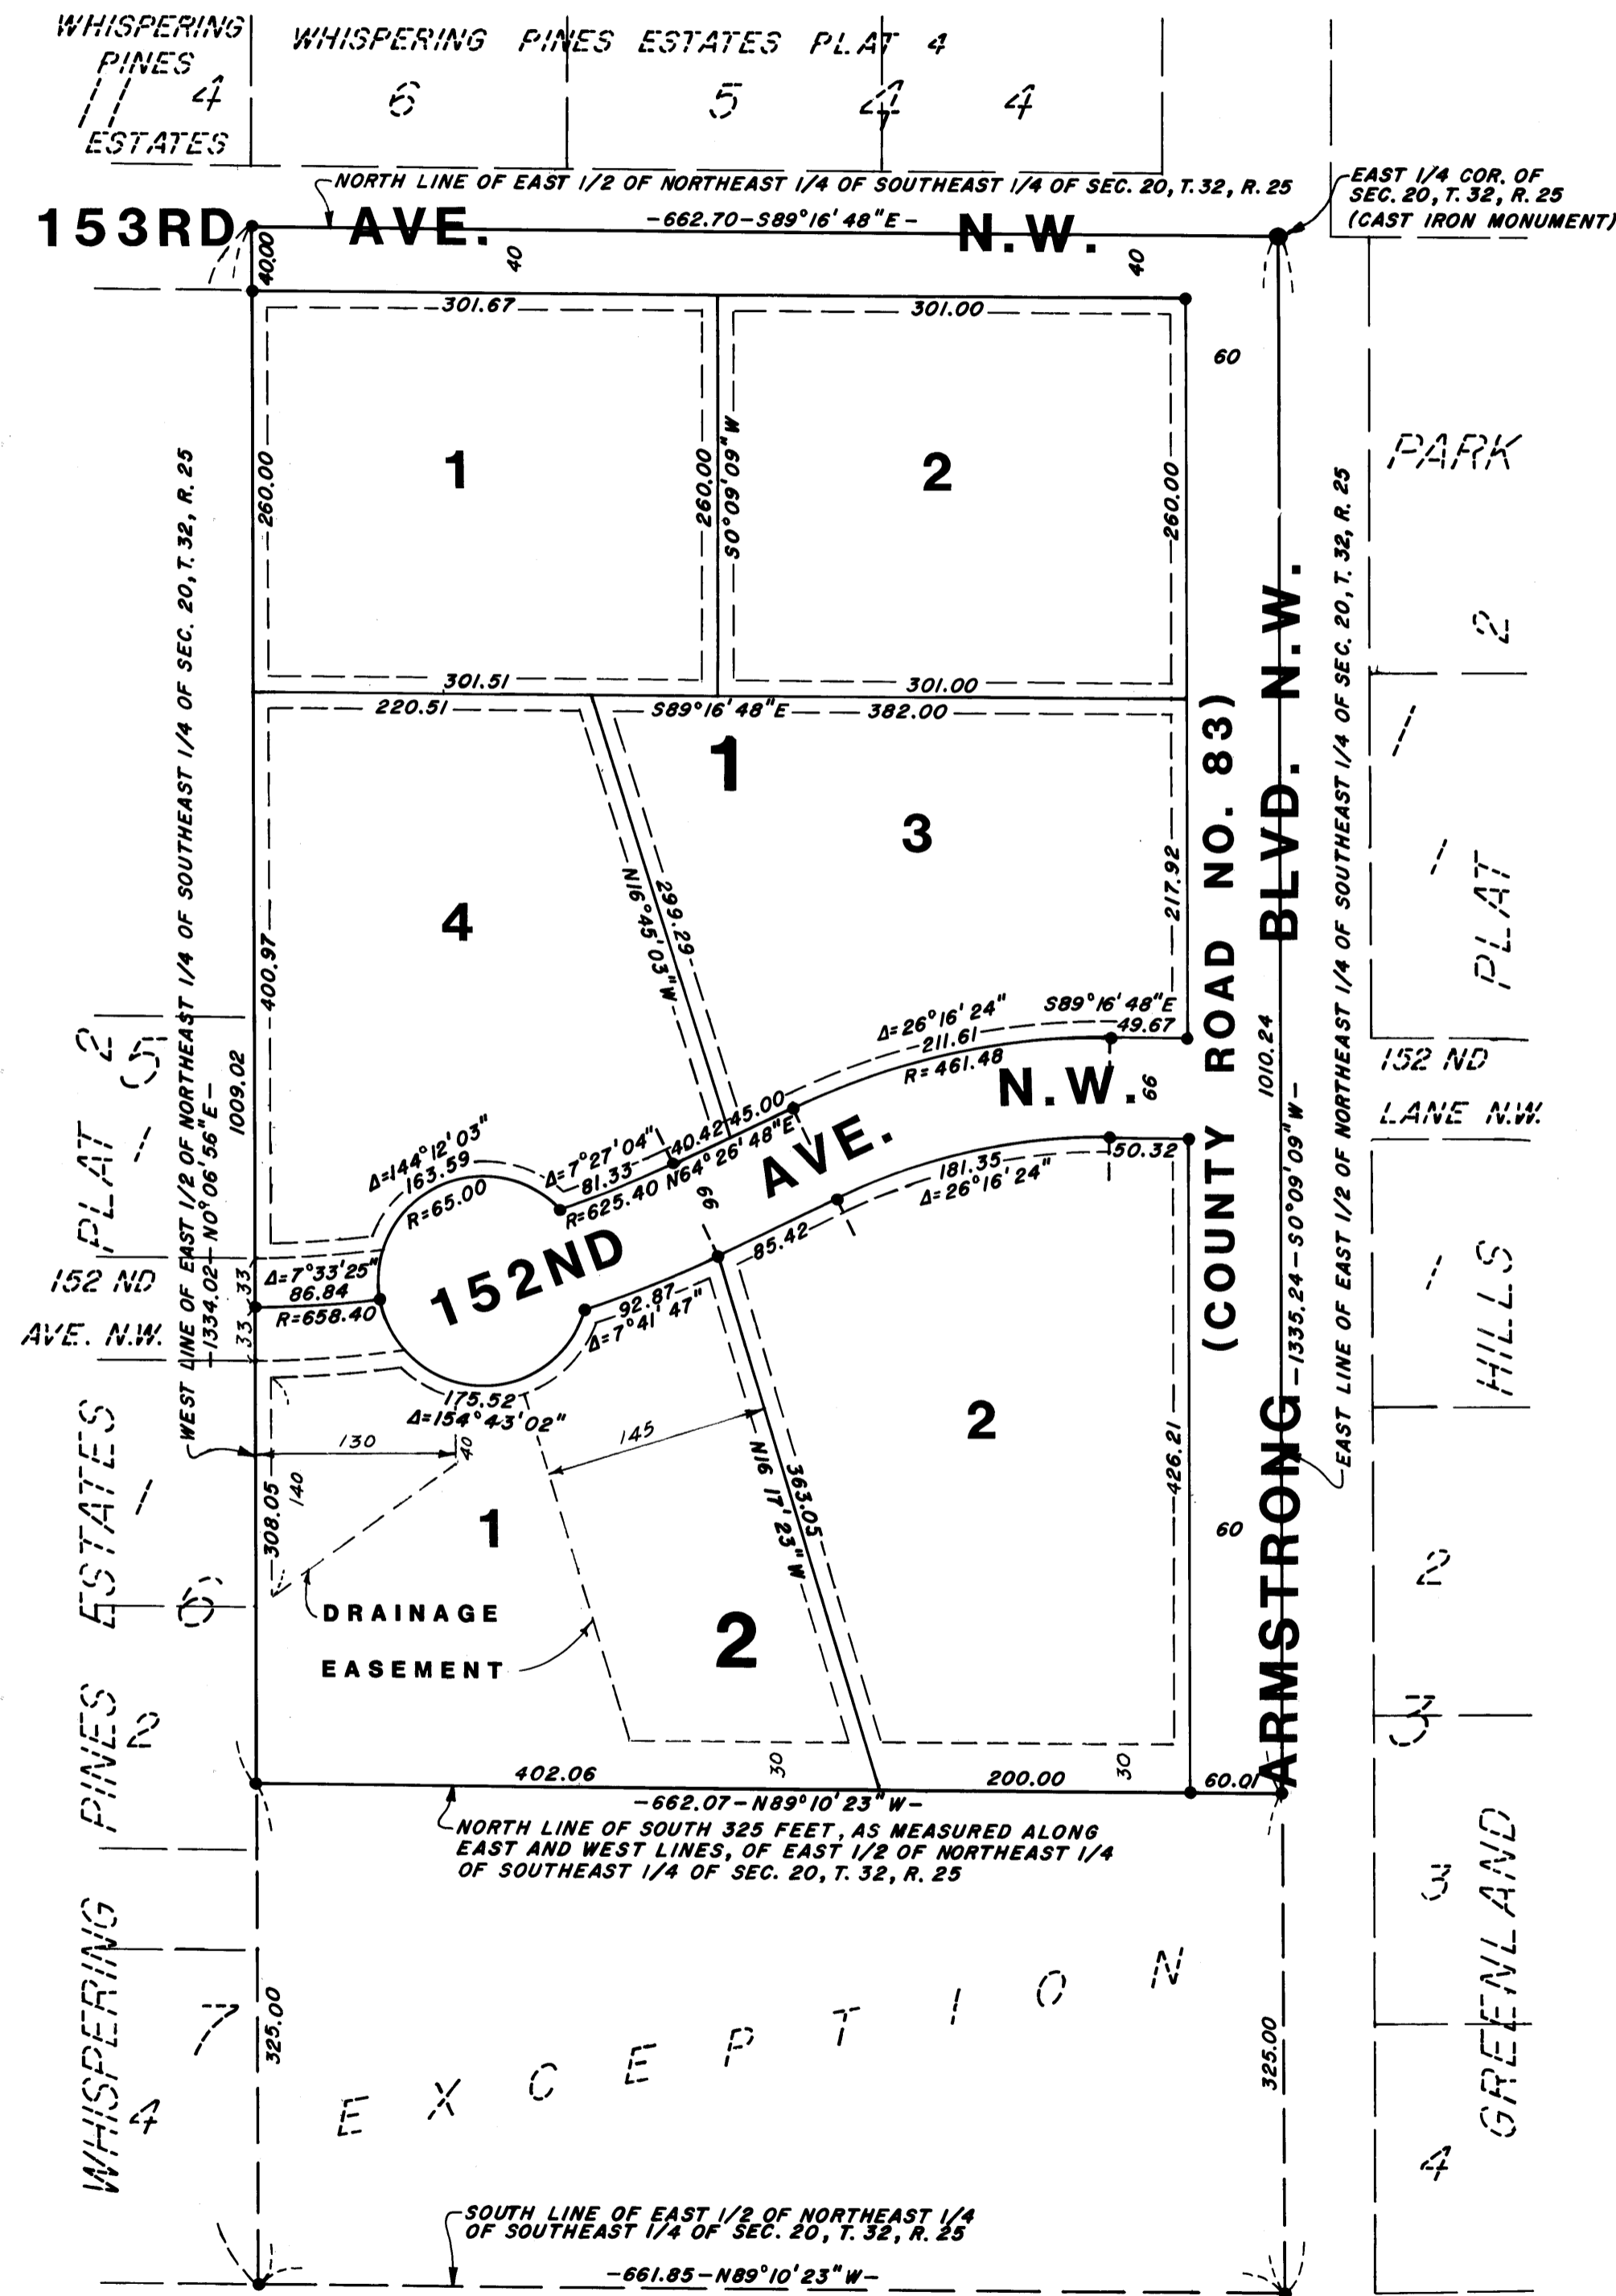 WHISPERING
PINES
4
ESTATES
WHISPERING PINES ESTATES PLAT 4
6 5 4 4
NORTH LINE OF EAST 1/2 OF NORTHEAST 1/4 OF SOUTHEAST 1/4 OF SEC. 20, T. 32, R. 25
EAST 1/4 COR. OF
SEC. 20, T. 32, R. 25
(CAST IRON MONUMENT)
153RD AVE. N.W.
-662.70-S89°16'48"E-
40.00
40
40
301.67
301.00
60
260.00
1
260.00
S0°09'09"W
2
260.00
301.51
301.00
220.51
S89°16'48"E
382.00
1
3
4
400.97
299.29
N16°45'03"W
217.92
WEST LINE OF EAST 1/2 OF NORTHEAST 1/4 OF SOUTHEAST 1/4 OF SEC. 20, T. 32, R. 25
-1334.02-N0°06'56"E-
1009.02
EAST LINE OF EAST 1/2 OF NORTHEAST 1/4 OF SOUTHEAST 1/4 OF SEC. 20, T. 32, R. 25
1010.24
-1335.24-S0°09'09"W-
(COUNTY ROAD NO. 83)
ARMSTRONG BLVD. N.W.
Δ=26°16'24"
211.61
R=461.48
S89°16'48"E
49.67
152ND AVE. N.W.
66
45.00
40.42
N64°26'48"E
Δ=7°27'04"
81.33
R=625.40
Δ=144°12'03"
163.59
R=65.00
66
85.42
181.35
Δ=26°16'24"
50.32
Δ=7°33'25"
86.84
R=658.40
33
33
92.87
Δ=7°41'47"
175.52
Δ=154°43'02"
130
40
140
145
308.05
1
N16 17'23"W
363.05
2
426.21
60
DRAINAGE
EASEMENT
2
30
30
402.06
200.00
60.01
-662.07-N89°10'23"W-
NORTH LINE OF SOUTH 325 FEET, AS MEASURED ALONG
EAST AND WEST LINES, OF EAST 1/2 OF NORTHEAST 1/4
OF SOUTHEAST 1/4 OF SEC. 20, T. 32, R. 25
EXCEPTION
325.00
325.00
SOUTH LINE OF EAST 1/2 OF NORTHEAST 1/4
OF SOUTHEAST 1/4 OF SEC. 20, T. 32, R. 25
-661.85-N89°10'23"W-
WHISPERING PINES ESTATES PLAT 2
5
152 ND
AVE. N.W.
6
2
7
4
PARK
2
PLAT 1
152 ND
LANE N.W.
GREENLAND HILLS
2
3
3
4